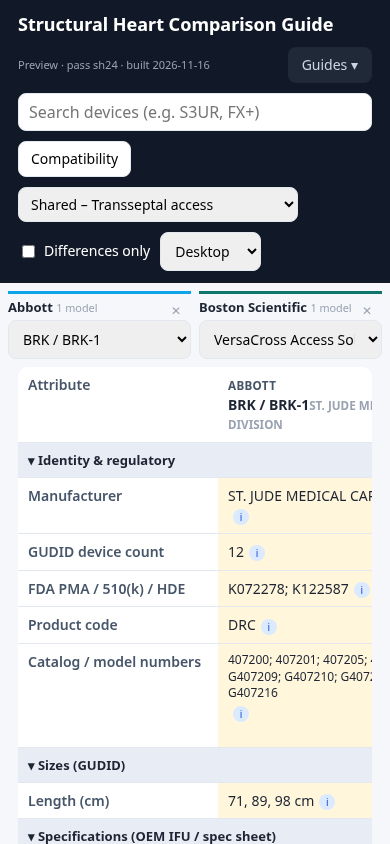 Structural Heart Comparison Guide
Preview · pass sh24 · built 2026-11-16
Guides ▾
Search devices (e.g. S3UR, FX+)
Compatibility
Shared – Transseptal access
Differences only
Desktop
Abbott 1 model ×
Boston Scientific 1 model ×
BRK / BRK-1
VersaCross Access So
Attribute
ABBOTT
BRK / BRK-1 ST. JUDE
DIVISION
▾ Identity & regulatory
Manufacturer
ST. JUDE MEDICAL
i
GUDID device count
12 i
FDA PMA / 510(k) / HDE
K072278; K122587 i
Product code
DRC i
Catalog / model numbers
407200; 407201; 407205;
G407209; G407210;
G407216
i
▾ Sizes (GUDID)
Length (cm)
71, 89, 98 cm i
▾ Specifications (OEM IFU / spec sheet)